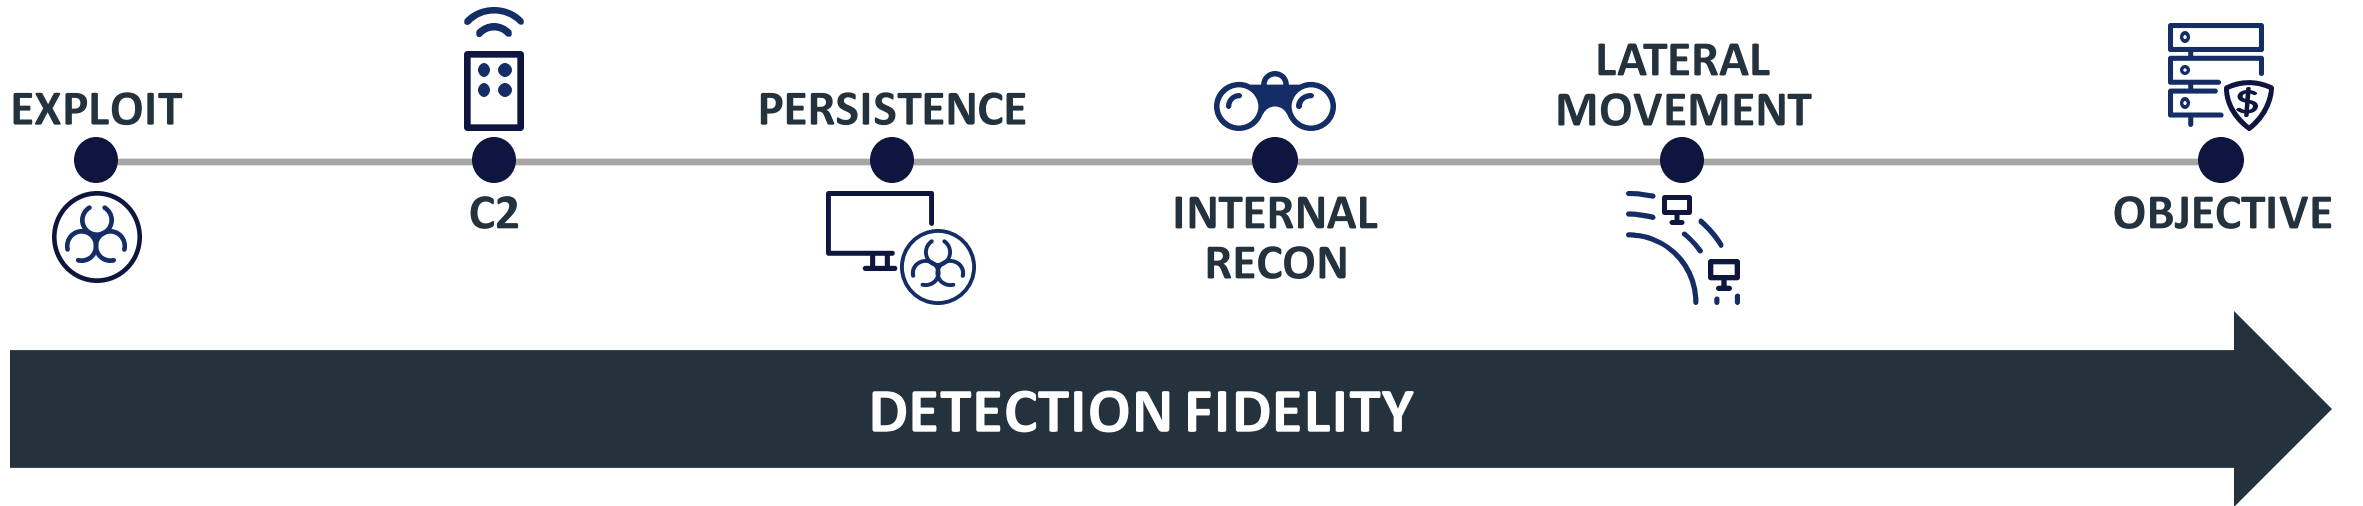 EXPLOIT
C2
PERSISTENCE
INTERNAL
RECON
LATERAL
MOVEMENT
$
OBJECTIVE
DETECTION FIDELITY